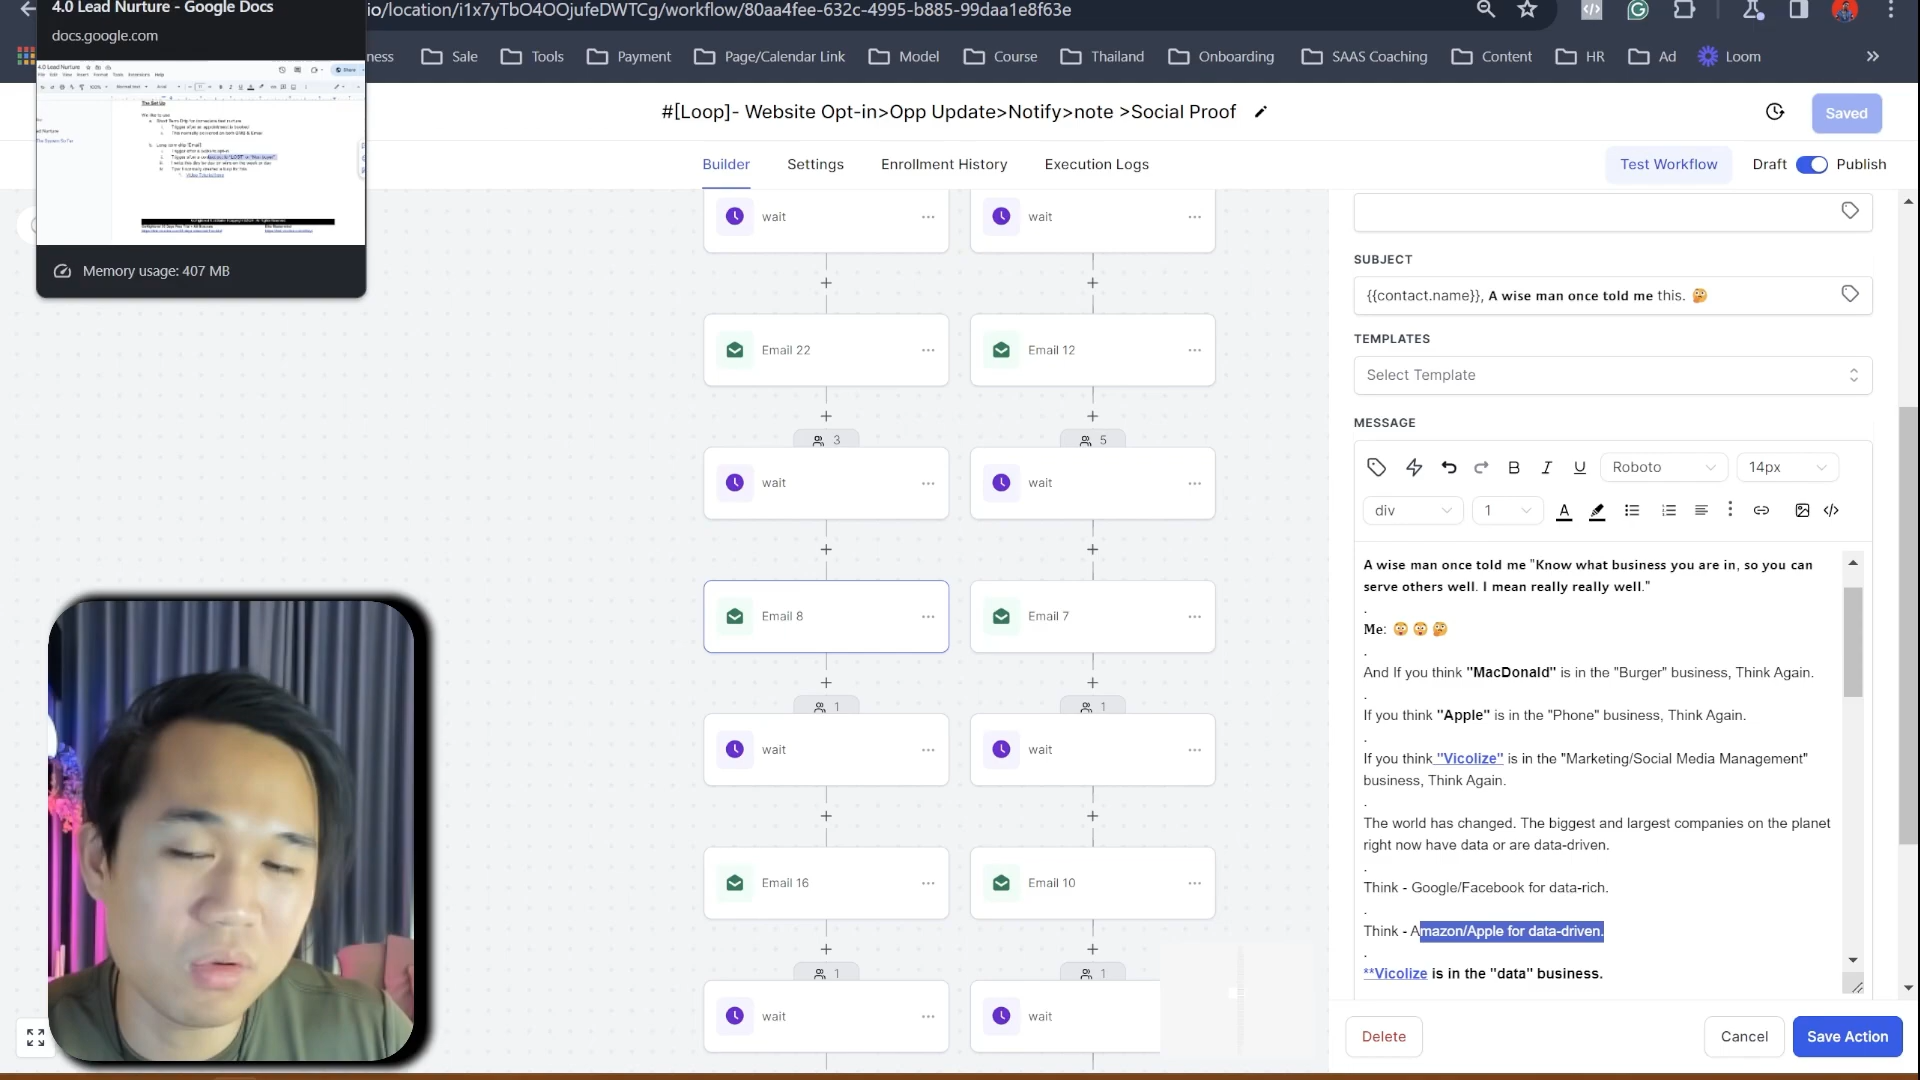 4.0 Lead Nurture - Google Docs
docs.google.com
io/location/i1x7yTbO4OOjufeDWTCg/workflow/80aa4fee-632c-4995-b885-99daa1e8f63e
ness
Sale
Tools
Payment
Page/Calendar Link
Model
Course
Thailand
Onboarding
SAAS Coaching
Content
HR
Ad
Loom
Memory usage: 407 MB
#[Loop]- Website Opt-in>Opp Update>Notify>note >Social Proof
Saved
Builder
Settings
Enrollment History
Execution Logs
Test Workflow
Draft
Publish
wait
wait
Email 22
Email 12
3
5
wait
wait
Email 8
Email 7
1
1
wait
wait
Email 16
Email 10
1
1
wait
wait
SUBJECT
{{contact.name}}, A wise man once told me this. 🤔
TEMPLATES
Select Template
MESSAGE
Roboto
14px
div
1
A wise man once told me "Know what business you are in, so you can
serve others well. I mean really really well."
.
Me: 😳 😳 🤔
.
And If you think "MacDonald" is in the "Burger" business, Think Again.
.
If you think "Apple" is in the "Phone" business, Think Again.
.
If you think "Vicolize" is in the "Marketing/Social Media Management"
business, Think Again.
.
The world has changed. The biggest and largest companies on the planet
right now have data or are data-driven.
.
Think - Google/Facebook for data-rich.
.
Think - Amazon/Apple for data-driven.
.
**Vicolize is in the "data" business.
Delete
Cancel
Save Action